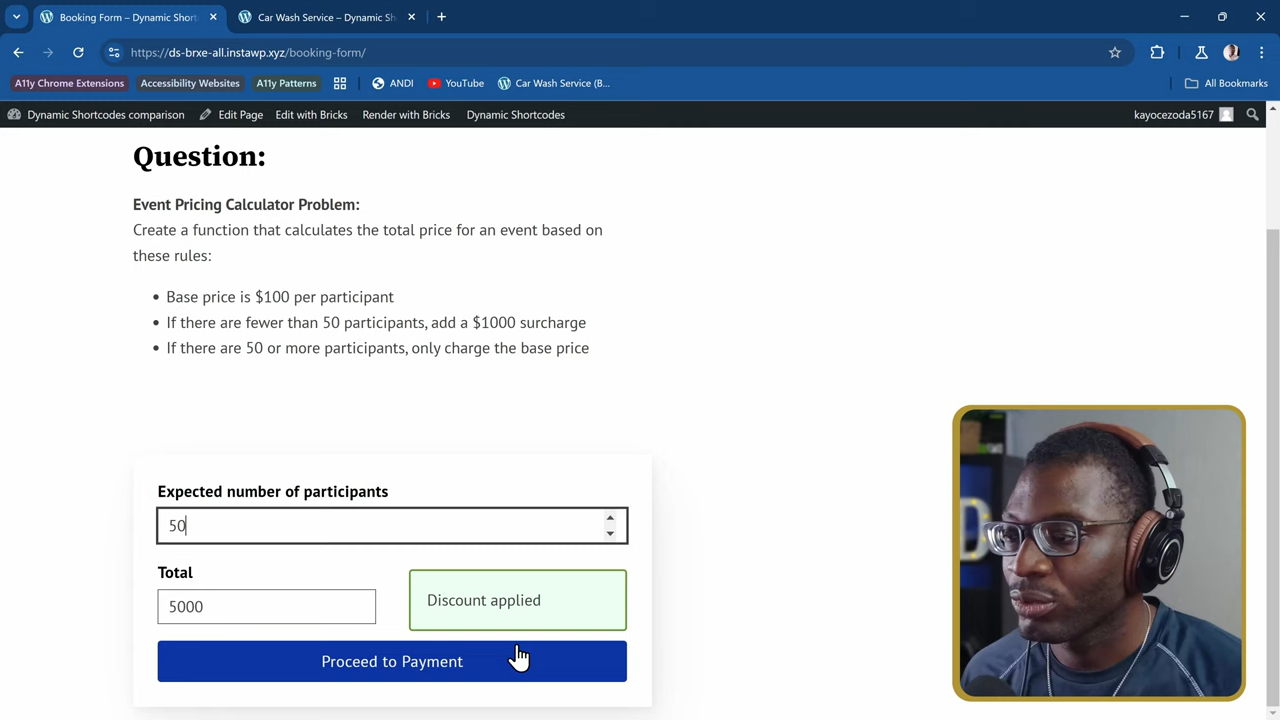 Booking Form – Dynamic Short
Car Wash Service – Dynamic Sh
https://ds-brxe-all.instawp.xyz/booking-form/
A11y Chrome Extensions
Accessibility Websites
A11y Patterns
ANDI
YouTube
Car Wash Service (B...
All Bookmarks
Dynamic Shortcodes comparison
Edit Page
Edit with Bricks
Render with Bricks
Dynamic Shortcodes
kayocezoda5167
Question:
Event Pricing Calculator Problem:
Create a function that calculates the total price for an event based on
these rules:
• Base price is $100 per participant
• If there are fewer than 50 participants, add a $1000 surcharge
• If there are 50 or more participants, only charge the base price
Expected number of participants
50
Total
5000
Discount applied
Proceed to Payment